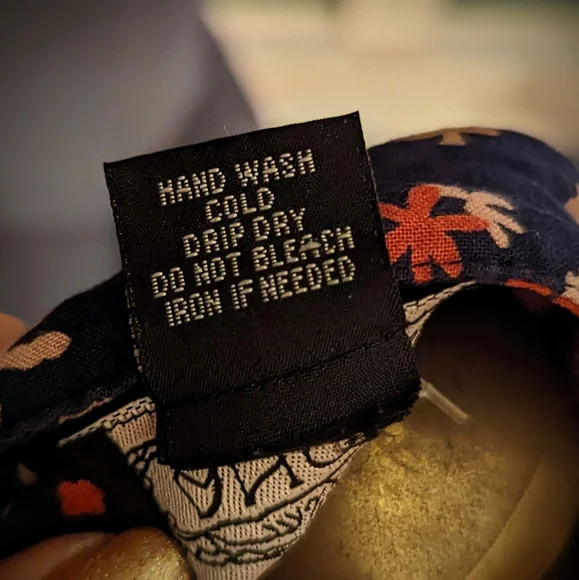 HAND WASH
COLD
DRIP DRY
DO NOT BLEACH
IRON IF NEEDED